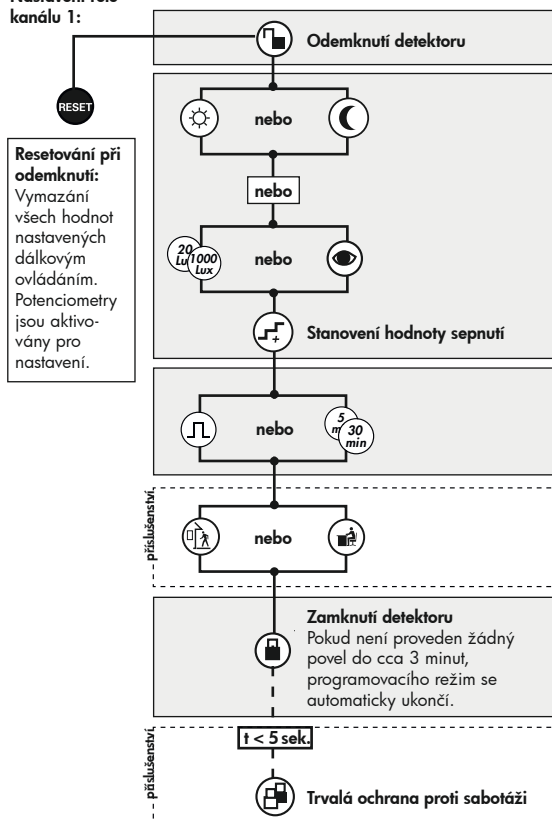 kanálu 1:
Odemknutí detektoru
RESET
Resetování při
odemknutí:
Vymazání
všech hodnot
nastavených
dálkovým
ovládáním.
Potenciometry
jsou aktivo-
vány pro
nastavení.
nebo
nebo
20
1000
Lux
nebo
Stanovení hodnoty sepnutí
nebo
5
30
min
příslušenství
nebo
Zamknutí detektoru
Pokud není proveden žádný
povel do cca 3 minut,
programovacího režim se
automaticky ukončí.
příslušenství
t < 5 sek.
Trvalá ochrana proti sabotáži